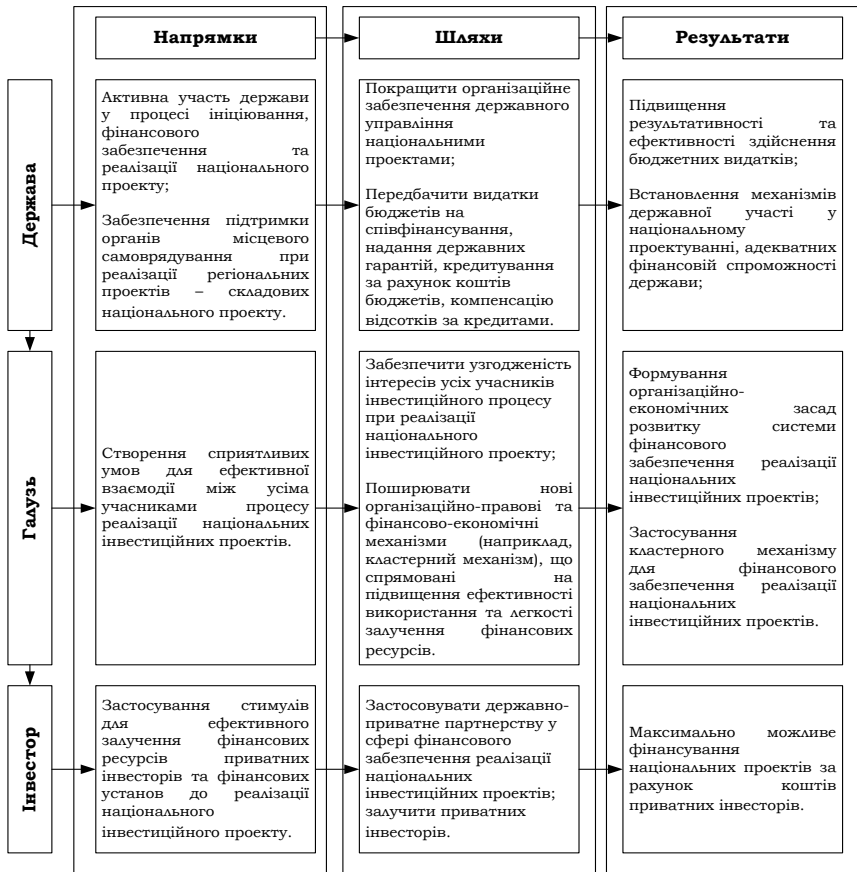 Напрямки
Шляхи
Результати
Держава
Активна участь держави
у процесі ініціювання,
фінансового
забезпечення та
реалізації національного
проекту;
Забезпечення підтримки
органів місцевого
самоврядування при
реалізації регіональних
проектів – складових
національного проекту.
Покращити організаційне
забезпечення державного
управління
національними
проектами;
Передбачити видатки
бюджетів на
співфінансування,
надання державних
гарантій, кредитування
за рахунок коштів
бюджетів, компенсацію
відсотків за кредитами.
Підвищення
результативності та
ефективності здійснення
бюджетних видатків;
Встановлення механізмів
державної участі у
національному
проектуванні, адекватних
фінансовій спроможності
держави;
Галузь
Створення сприятливих
умов для ефективної
взаємодії між усіма
учасниками процесу
реалізації національних
інвестиційних проектів.
Забезпечити узгодженість
інтересів усіх учасників
інвестиційного процесу
при реалізації
національного
інвестиційного проекту;
Поширювати нові
організаційно-правові та
фінансово-економічні
механізми (наприклад,
кластерний механізм), що
спрямовані на
підвищення ефективності
використання та легкості
залучення фінансових
ресурсів.
Формування
організаційно-
економічних засад
розвитку системи
фінансового
забезпечення реалізації
національних
інвестиційних проектів;
Застосування
кластерного механізму
для фінансового
забезпечення реалізації
національних
інвестиційних проектів.
Інвестор
Застосування стимулів
для ефективного
залучення фінансових
ресурсів приватних
інвесторів та фінансових
установ до реалізації
національного
інвестиційного проекту.
Застосовувати державно-
приватне партнерству у
сфері фінансового
забезпечення реалізації
національних
інвестиційних проектів;
залучити приватних
інвесторів.
Максимально можливе
фінансування
національних проектів за
рахунок коштів
приватних інвесторів.